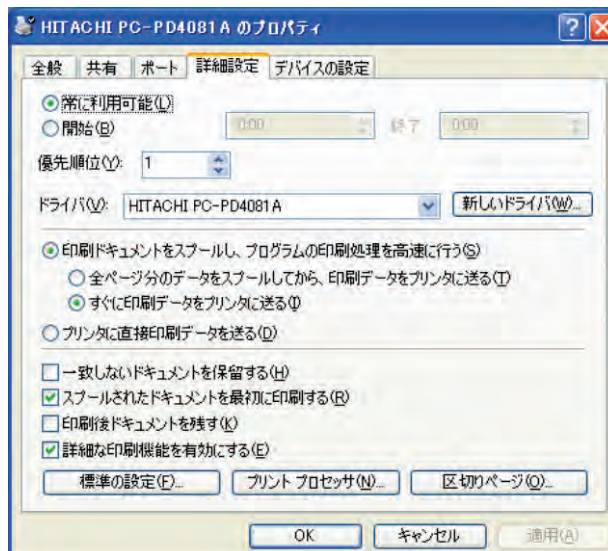 HITACHI PC-PD4081A のプロパティ
全般 共有 ポート 詳細設定 デバイスの設定
常に利用可能(L)
開始(B) 0:00 終了 0:00
優先順位(Y): 1
ドライバ(V): HITACHI PC-PD4081A 新しいドライバ(W)...
印刷ドキュメントをスプールし、プログラムの印刷処理を高速に行う(S)
全ページ分のデータをスプールしてから、印刷データをプリンタに送る(T)
すぐに印刷データをプリンタに送る(I)
プリンタに直接印刷データを送る(D)
一致しないドキュメントを保留する(H)
スプールされたドキュメントを最初に印刷する(R)
印刷後ドキュメントを残す(K)
詳細な印刷機能を有効にする(E)
標準の設定(F)... プリント プロセッサ(N)... 区切りページ(O)...
OK キャンセル 適用(A)